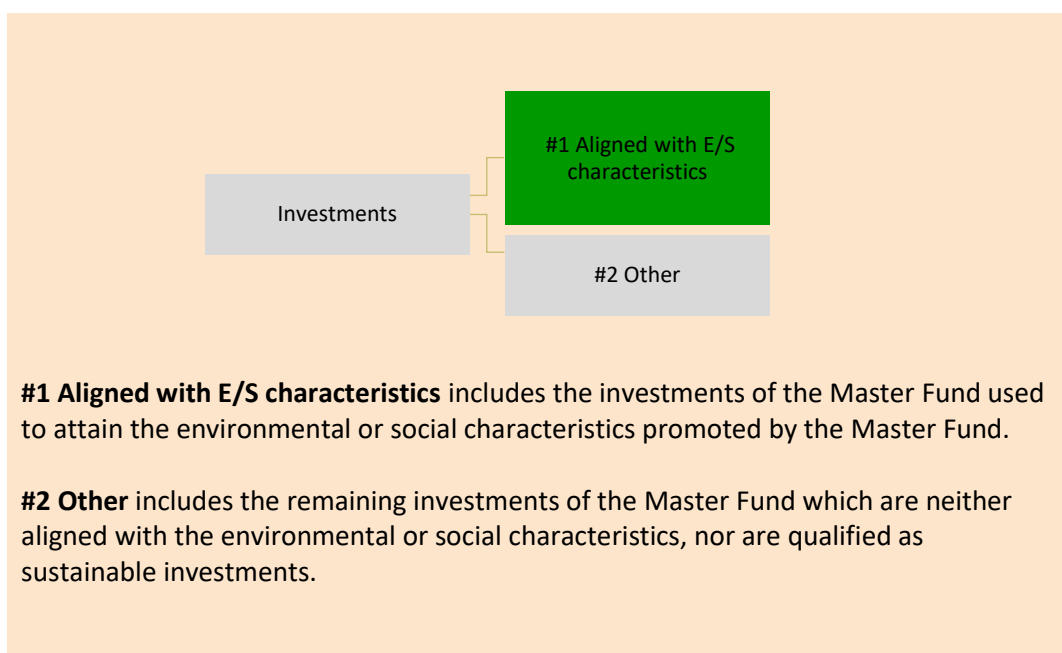 #1 Aligned with E/S
characteristics
Investments
#2 Other
#1 Aligned with E/S characteristics includes the investments of the Master Fund used
to attain the environmental or social characteristics promoted by the Master Fund.
#2 Other includes the remaining investments of the Master Fund which are neither
aligned with the environmental or social characteristics, nor are qualified as
sustainable investments.